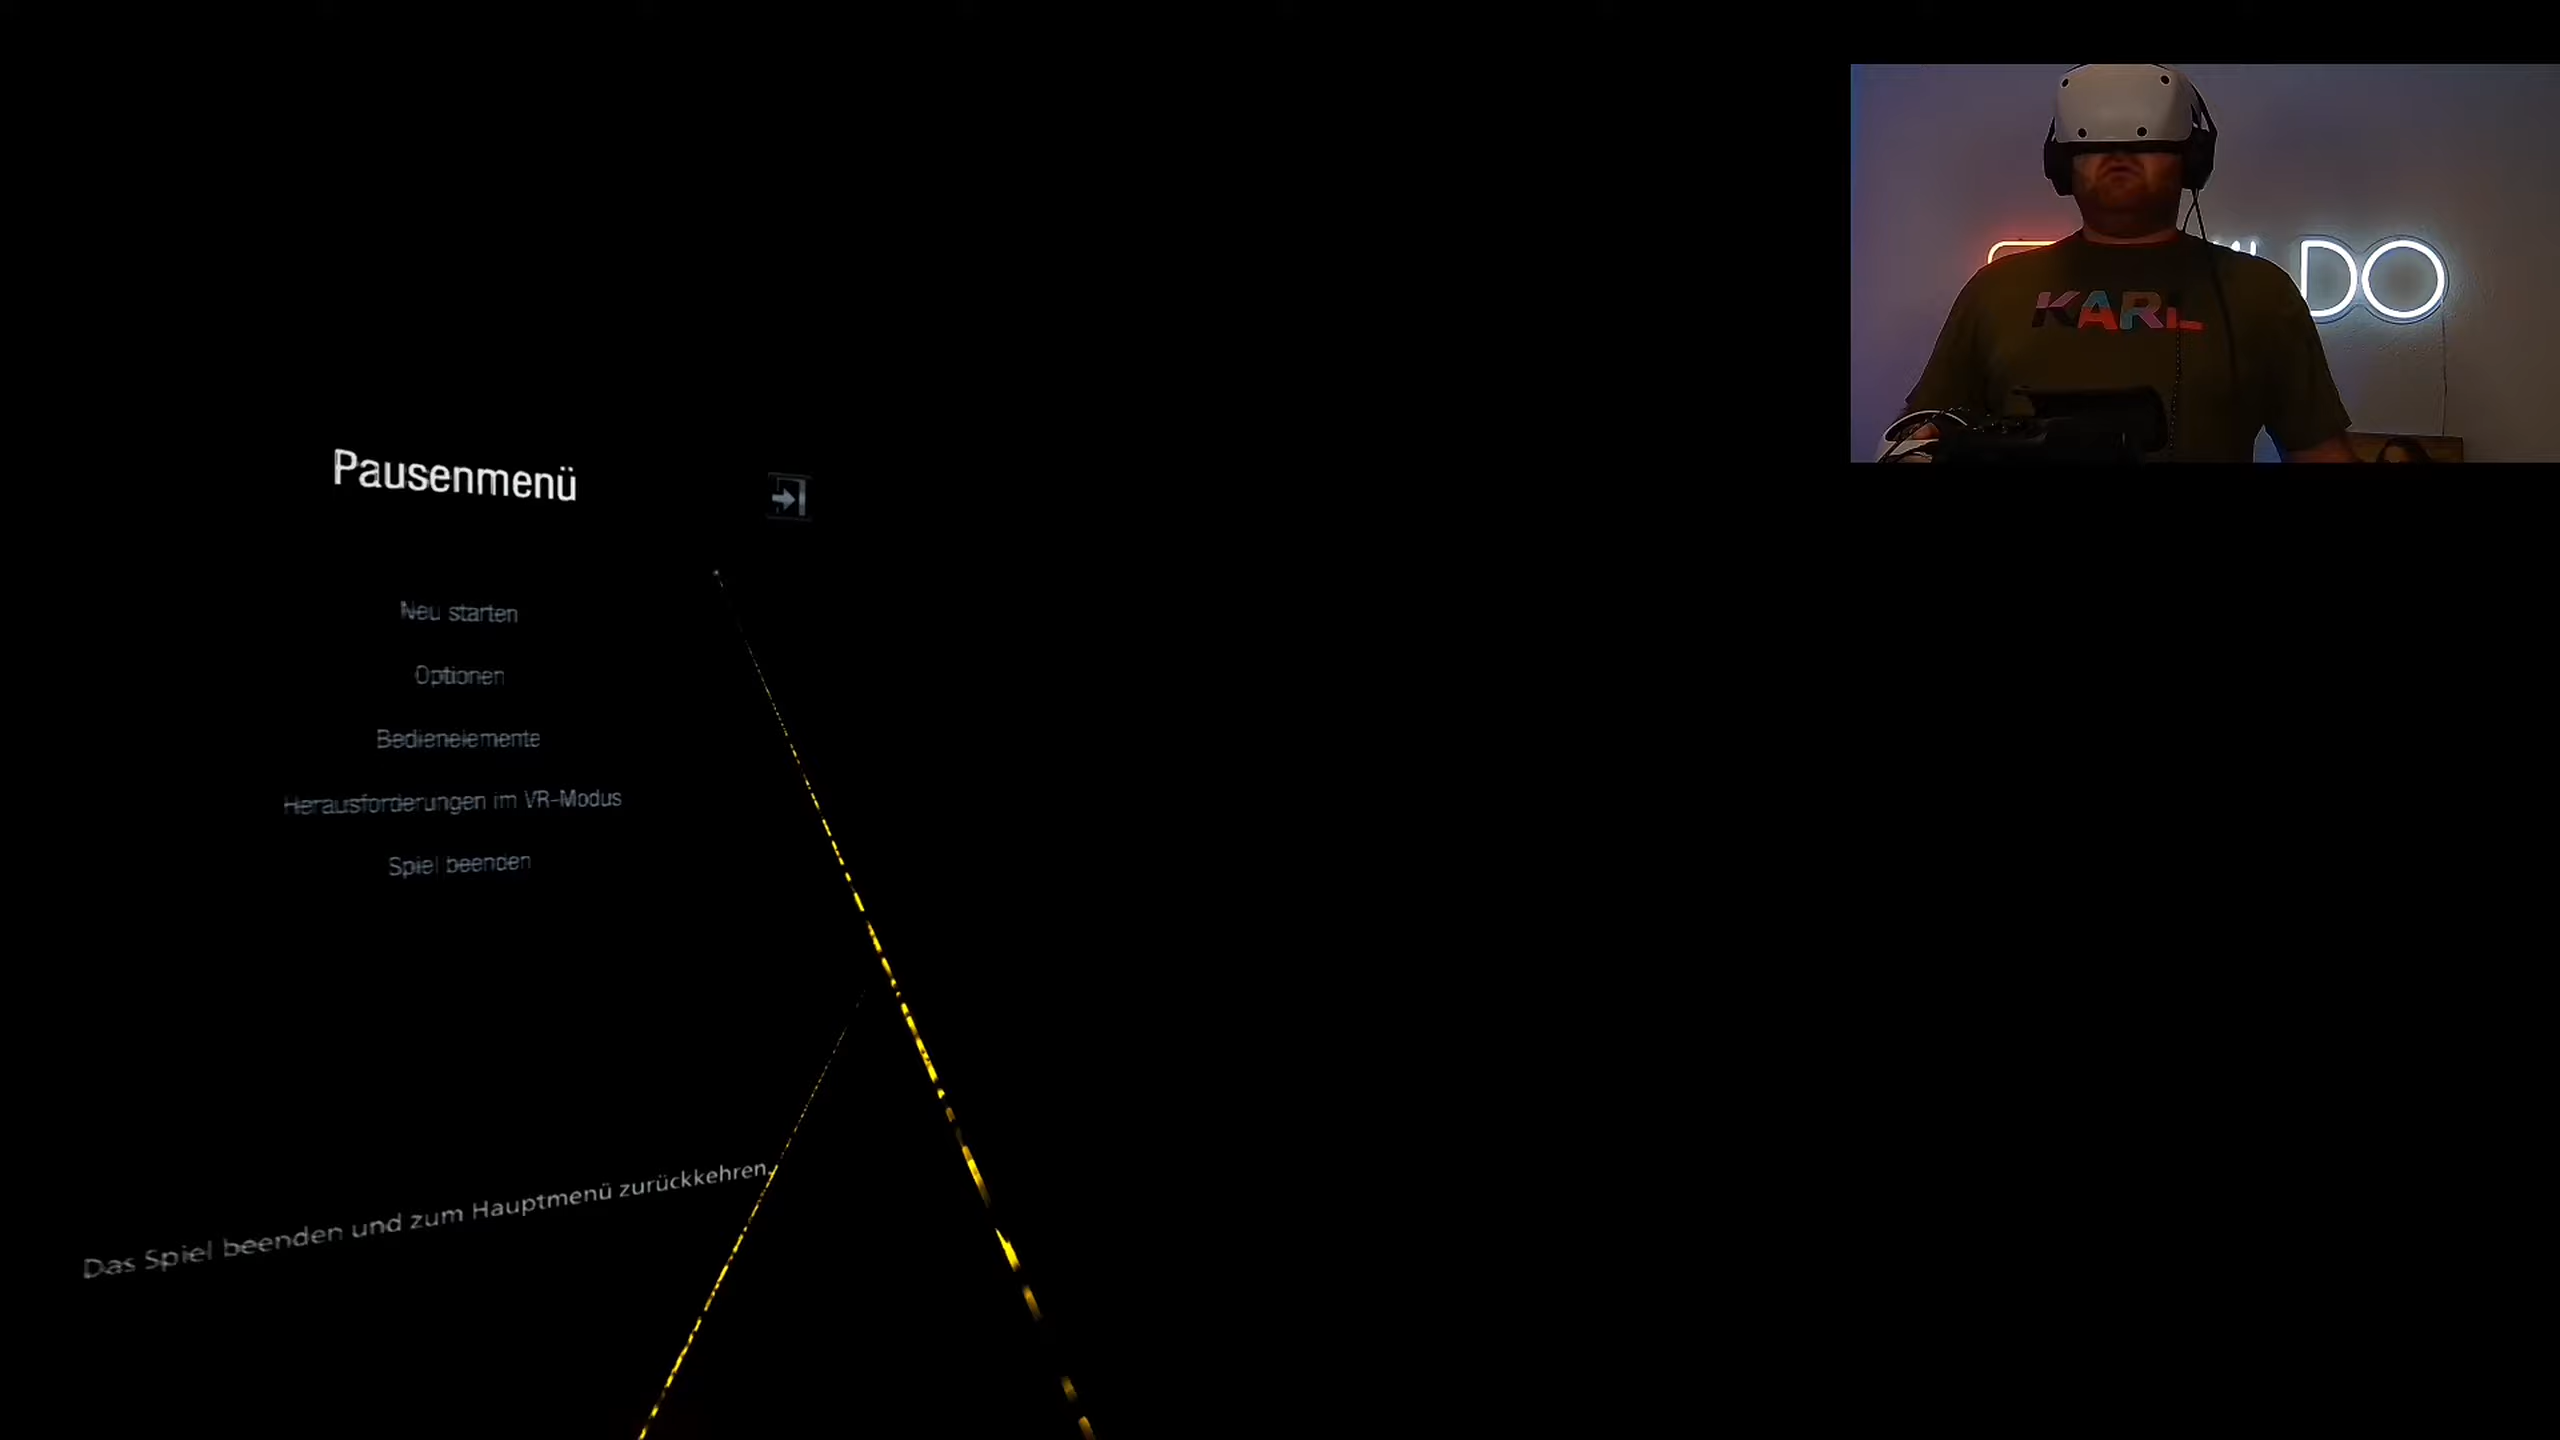 Pausenmenü
Neu starten
Optionen
Bedienelemente
Herausforderungen im VR-Modus
Spiel beenden
Das Spiel beenden und zum Hauptmenü zurückkehren.
KARL
DO